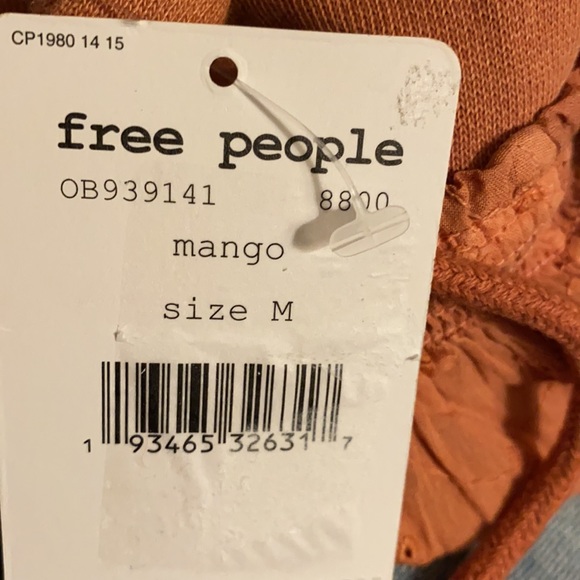 CP1980 14 15
free people
OB939141 8800
mango
size M
1 93465 32631 7